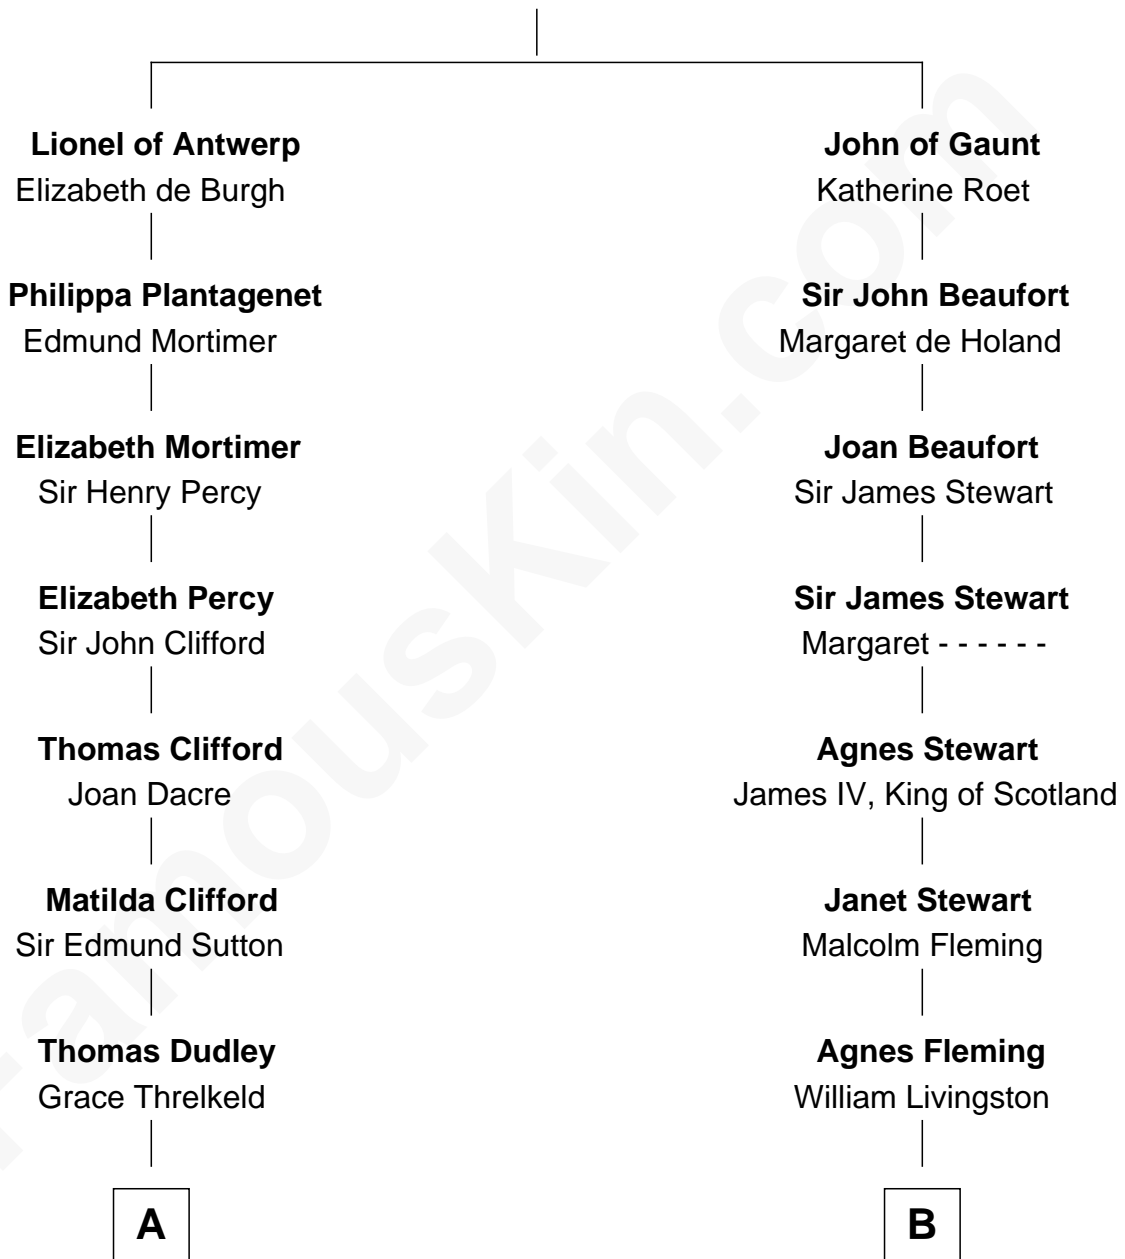 Lionel of Antwerp
Elizabeth de Burgh
Philippa Plantagenet
Edmund Mortimer
Elizabeth Mortimer
Sir Henry Percy
Elizabeth Percy
Sir John Clifford
Thomas Clifford
Joan Dacre
Matilda Clifford
Sir Edmund Sutton
Thomas Dudley
Grace Threlkeld
A
John of Gaunt
Katherine Roet
Sir John Beaufort
Margaret de Holand
Joan Beaufort
Sir James Stewart
Sir James Stewart
Margaret - - - - - -
Agnes Stewart
James IV, King of Scotland
Janet Stewart
Malcolm Fleming
Agnes Fleming
William Livingston
B
FamousKin.com